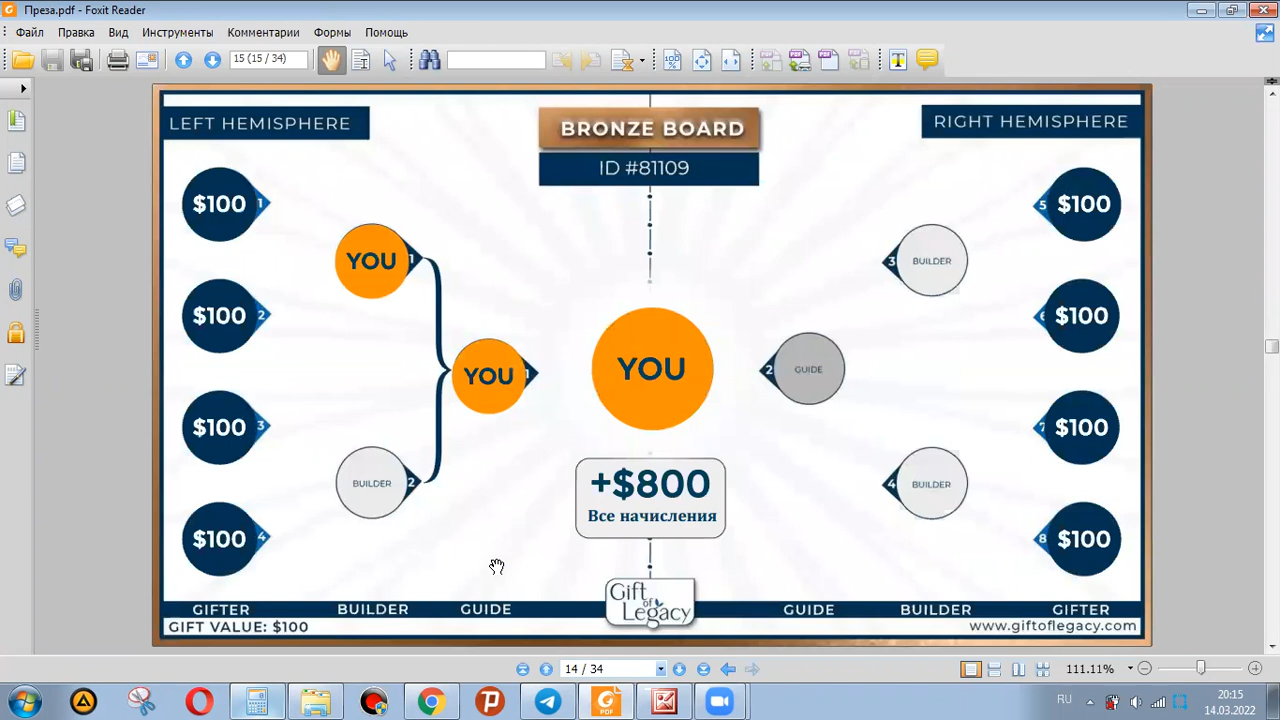 Преза.pdf - Foxit Reader
Файл Правка Вид Инструменты Комментарии Формы Помощь
15 (15 / 34)
LEFT HEMISPHERE
BRONZE BOARD
RIGHT HEMISPHERE
ID #81109
$100 1
5 $100
YOU 1
3 BUILDER
$100 2
6 $100
YOU 1
YOU
2 GUIDE
$100 3
7 $100
BUILDER 2
4 BUILDER
+$800
Все начисления
$100 4
8 $100
Gift
of
Legacy
GIFTER BUILDER GUIDE
GUIDE BUILDER GIFTER
GIFT VALUE: $100
www.giftoflegacy.com
14 / 34
111.11%
RU
20:15
14.03.2022